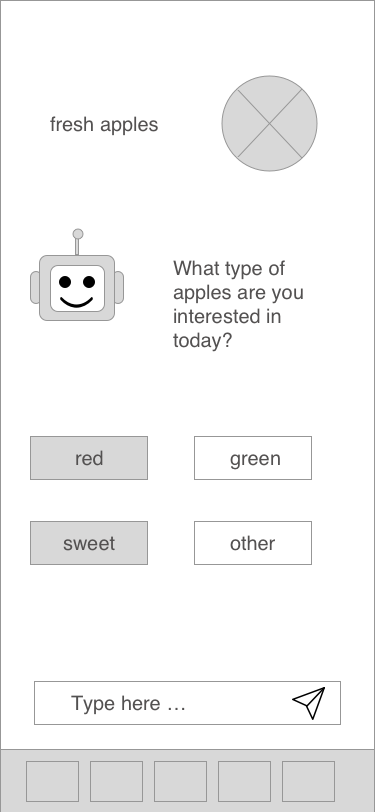 fresh apples
What type of
apples are you
interested in
today?
red
green
sweet
other
Type here …